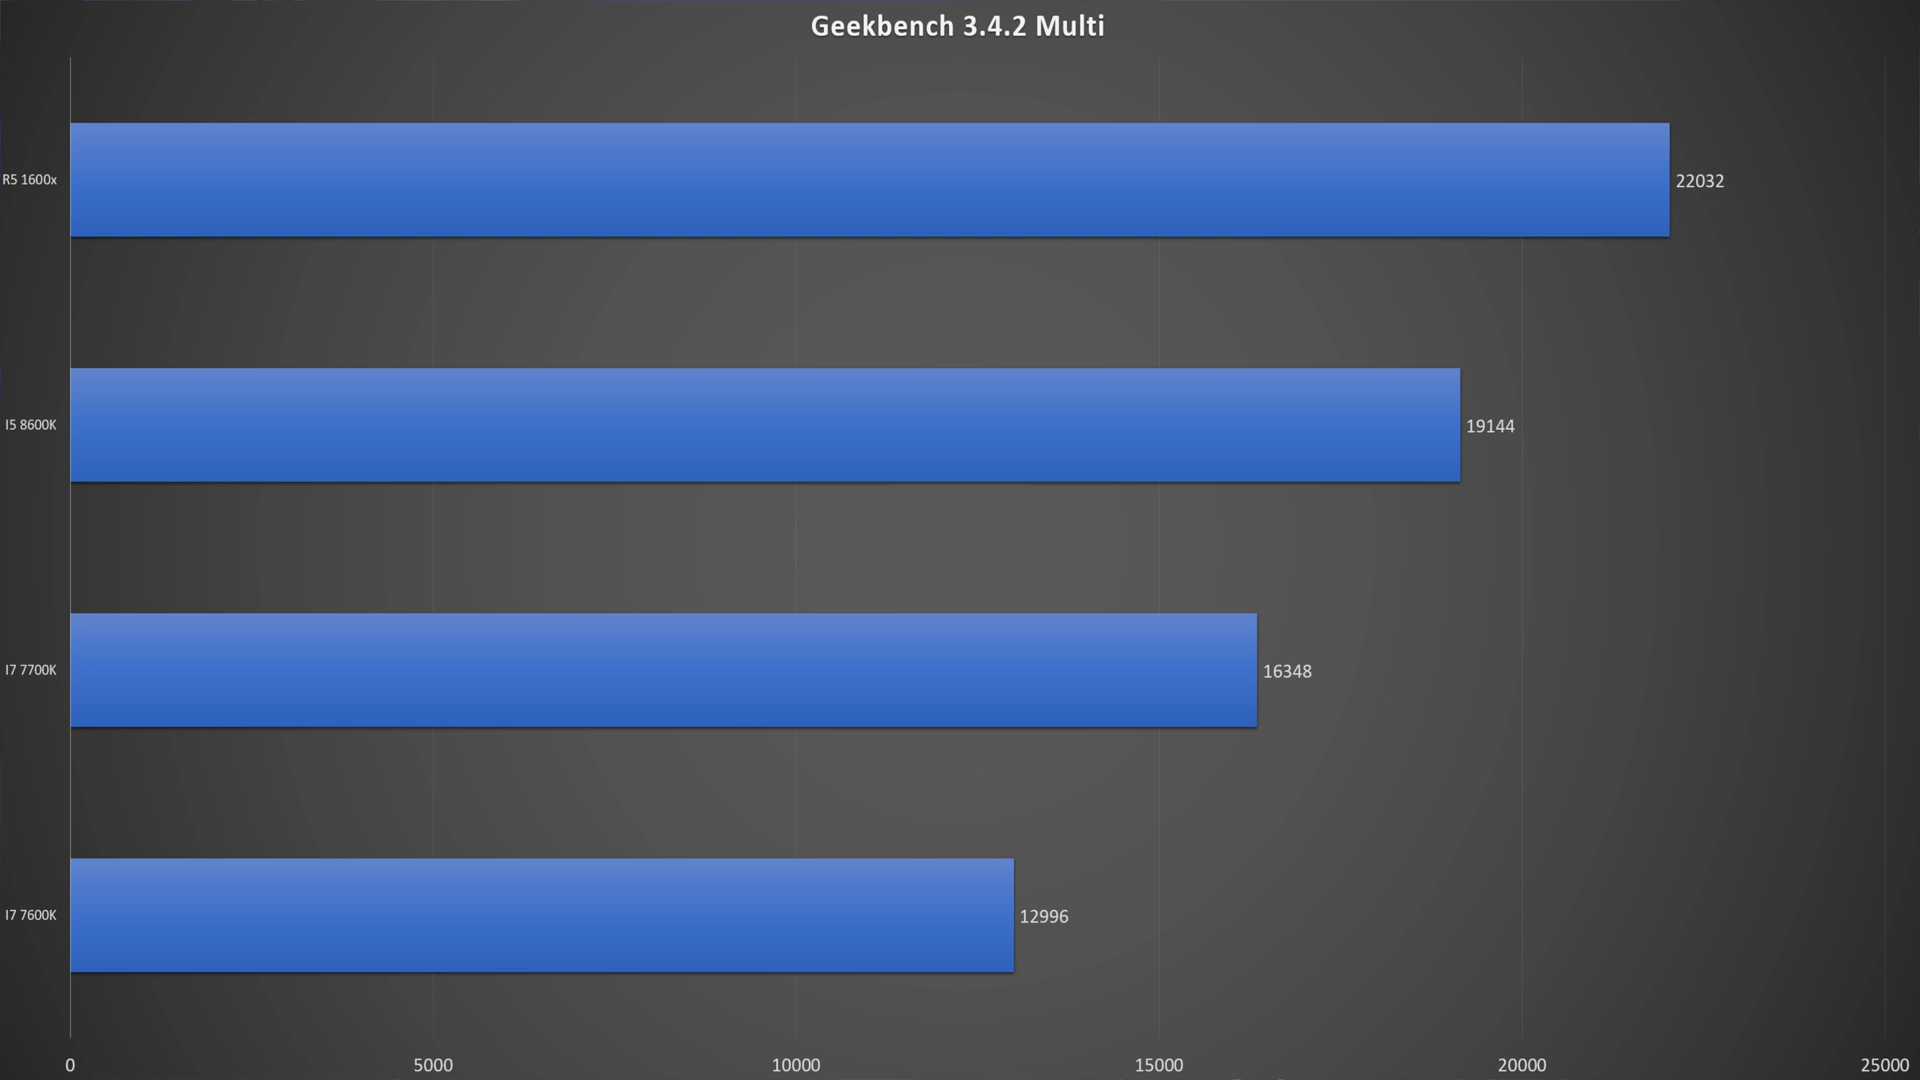 Geekbench 3.4.2 Multi
R5 1600x
22032
I5 8600K
19144
I7 7700K
16348
I7 7600K
12996
0 5000 10000 15000 20000 25000